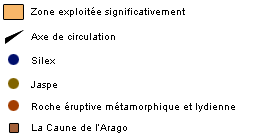 Zone exploitée significativement
Axe de circulation
Silex
Jaspe
Roche éruptive métamorphique et lydienne
La Caune de l'Arago